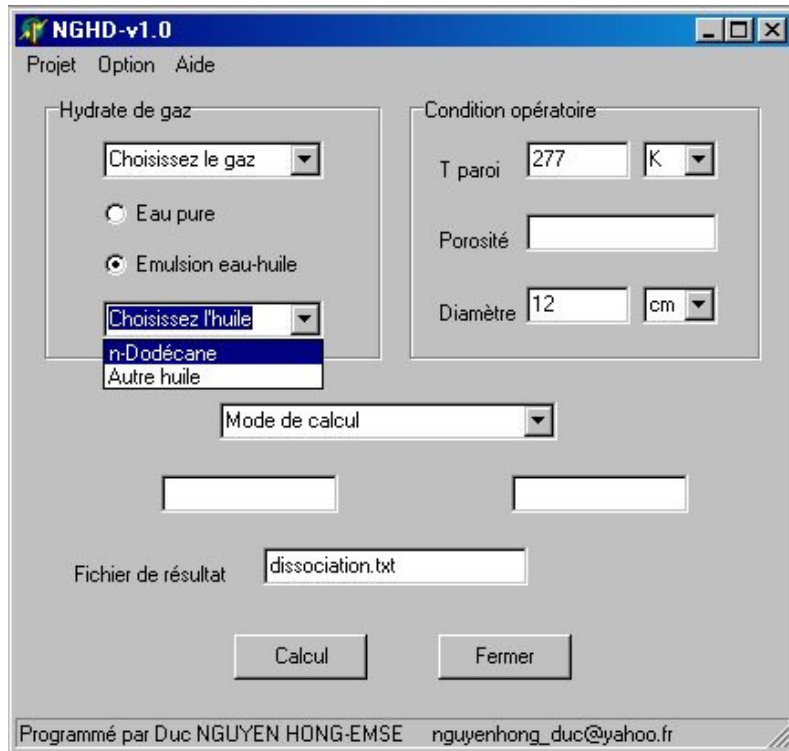 NGHD-v1.0
Projet Option Aide
Hydrate de gaz
Choisissez le gaz
Eau pure
Emulsion eau-huile
Choisissez l'huile
n-Dodécane
Autre huile
Condition opératoire
T paroi 277 K
Porosité
Diamètre 12 cm
Mode de calcul
Fichier de résultat dissociation.txt
Calcul Fermer
Programmé par Duc NGUYEN HONG-EMSE nguyenhong_duc@yahoo.fr